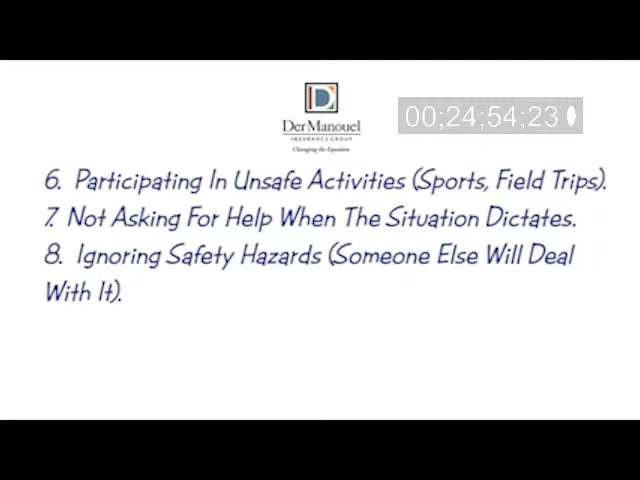 D
DerManouel
INSURANCE GROUP
Changing the Equation
00;24;54;23
6. Participating In Unsafe Activities (Sports, Field Trips).
7. Not Asking For Help When The Situation Dictates.
8. Ignoring Safety Hazards (Someone Else Will Deal
With It).